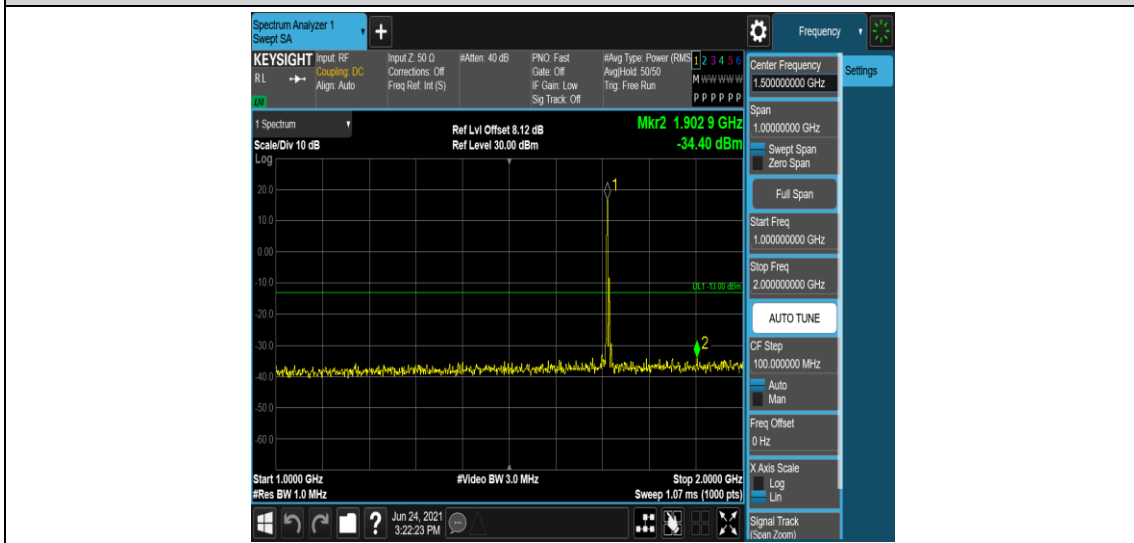 Spectrum Analyzer 1
Swept SA
Frequency
KEYSIGHT
RL
LXI
Input: RF
Coupling: DC
Align: Auto
Input Z: 50 Ω
Corrections: Off
Freq Ref: Int (S)
#Atten: 40 dB
PNO: Fast
Gate: Off
IF Gain: Low
Sig Track: Off
#Avg Type: Power (RMS
Avg|Hold: 50/50
Trig: Free Run
1 2 3 4 5 6
M W W W W W
P P P P P P
1 Spectrum
Scale/Div 10 dB
Log
Ref Lvl Offset 8.12 dB
Ref Level 30.00 dBm
Mkr2 1.902 9 GHz
-34.40 dBm
1
20.0
10.0
0.00
-10.0
DL1 -13.00 dBm
-20.0
-30.0
2
-40.0
-50.0
-60.0
Start 1.0000 GHz
#Video BW 3.0 MHz
Stop 2.0000 GHz
#Res BW 1.0 MHz
Sweep 1.07 ms (1000 pts)
Jun 24, 2021
3:22:23 PM
Center Frequency
1.500000000 GHz
Settings
Span
1.00000000 GHz
Swept Span
Zero Span
Full Span
Start Freq
1.000000000 GHz
Stop Freq
2.000000000 GHz
AUTO TUNE
CF Step
100.000000 MHz
Auto
Man
Freq Offset
0 Hz
X Axis Scale
Log
Lin
Signal Track
(Span Zoom)